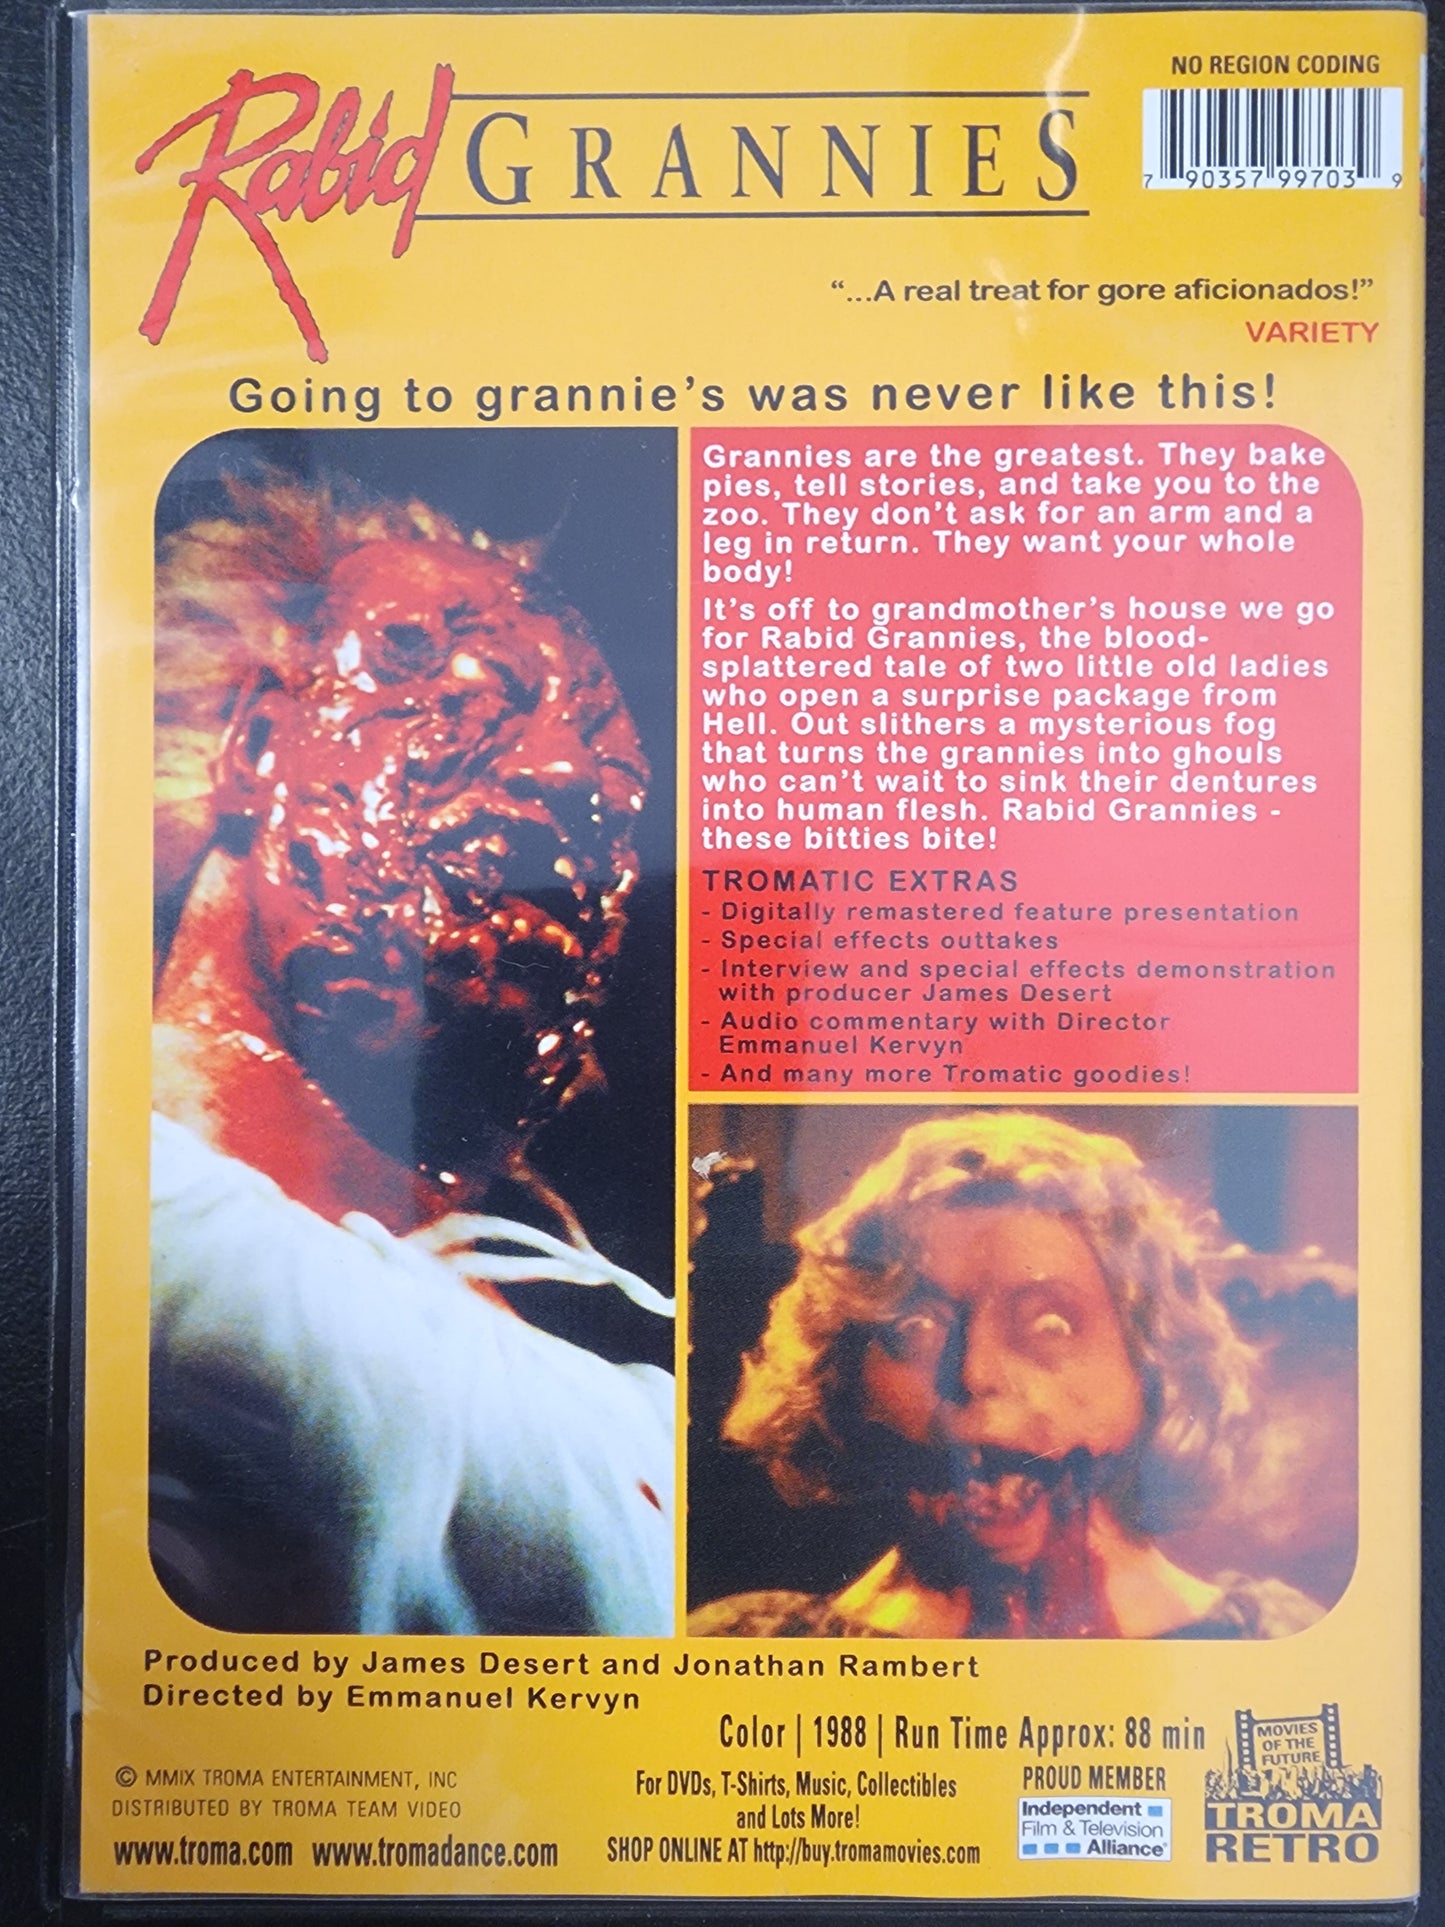 NO REGION CODING
Rabid GRANNIES
7 90357 99703 9
“...A real treat for gore aficionados!”
VARIETY
Going to grannie’s was never like this!
Grannies are the greatest. They bake
pies, tell stories, and take you to the
zoo. They don’t ask for an arm and a
leg in return. They want your whole
body!
It’s off to grandmother’s house we go
for Rabid Grannies, the blood-
splattered tale of two little old ladies
who open a surprise package from
Hell. Out slithers a mysterious fog
that turns the grannies into ghouls
who can’t wait to sink their dentures
into human flesh. Rabid Grannies -
these bitties bite!
TROMATIC EXTRAS
- Digitally remastered feature presentation
- Special effects outtakes
- Interview and special effects demonstration
with producer James Desert
- Audio commentary with Director
Emmanuel Kervyn
- And many more Tromatic goodies!
Produced by James Desert and Jonathan Rambert
Directed by Emmanuel Kervyn
Color | 1988 | Run Time Approx: 88 min
© MMIX TROMA ENTERTAINMENT, INC
DISTRIBUTED BY TROMA TEAM VIDEO
www.troma.com www.tromadance.com
For DVDs, T-Shirts, Music, Collectibles
and Lots More!
SHOP ONLINE AT http://buy.tromamovies.com
PROUD MEMBER
Independent
Film & Television
Alliance®
MOVIES
OF THE
FUTURE
TROMA
RETRO